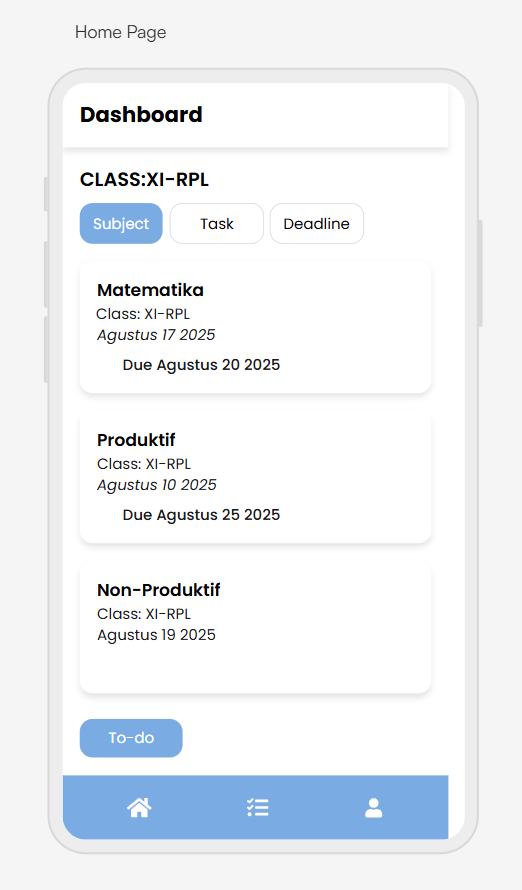 Home Page
Dashboard
CLASS:XI-RPL
Subject Task Deadline
Matematika
Class: XI-RPL
Agustus 17 2025
Due Agustus 20 2025
Produktif
Class: XI-RPL
Agustus 10 2025
Due Agustus 25 2025
Non-Produktif
Class: XI-RPL
Agustus 19 2025
To-do